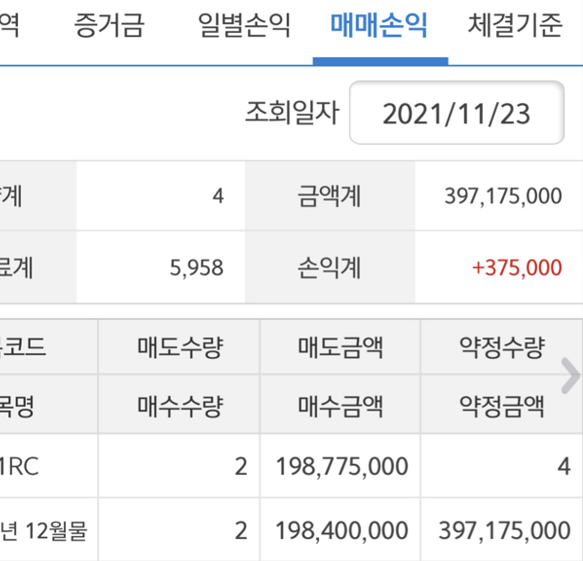 역 증거금 일별손익 매매손익 체결기준
조회일자 2021/11/23
계 4 금액계 397,175,000
료계 5,958 손익계 +375,000
코드 매도수량 매도금액 약정수량
목명 매수수량 매수금액 약정금액
1RC 2 198,775,000 4
년 12월물 2 198,400,000 397,175,000